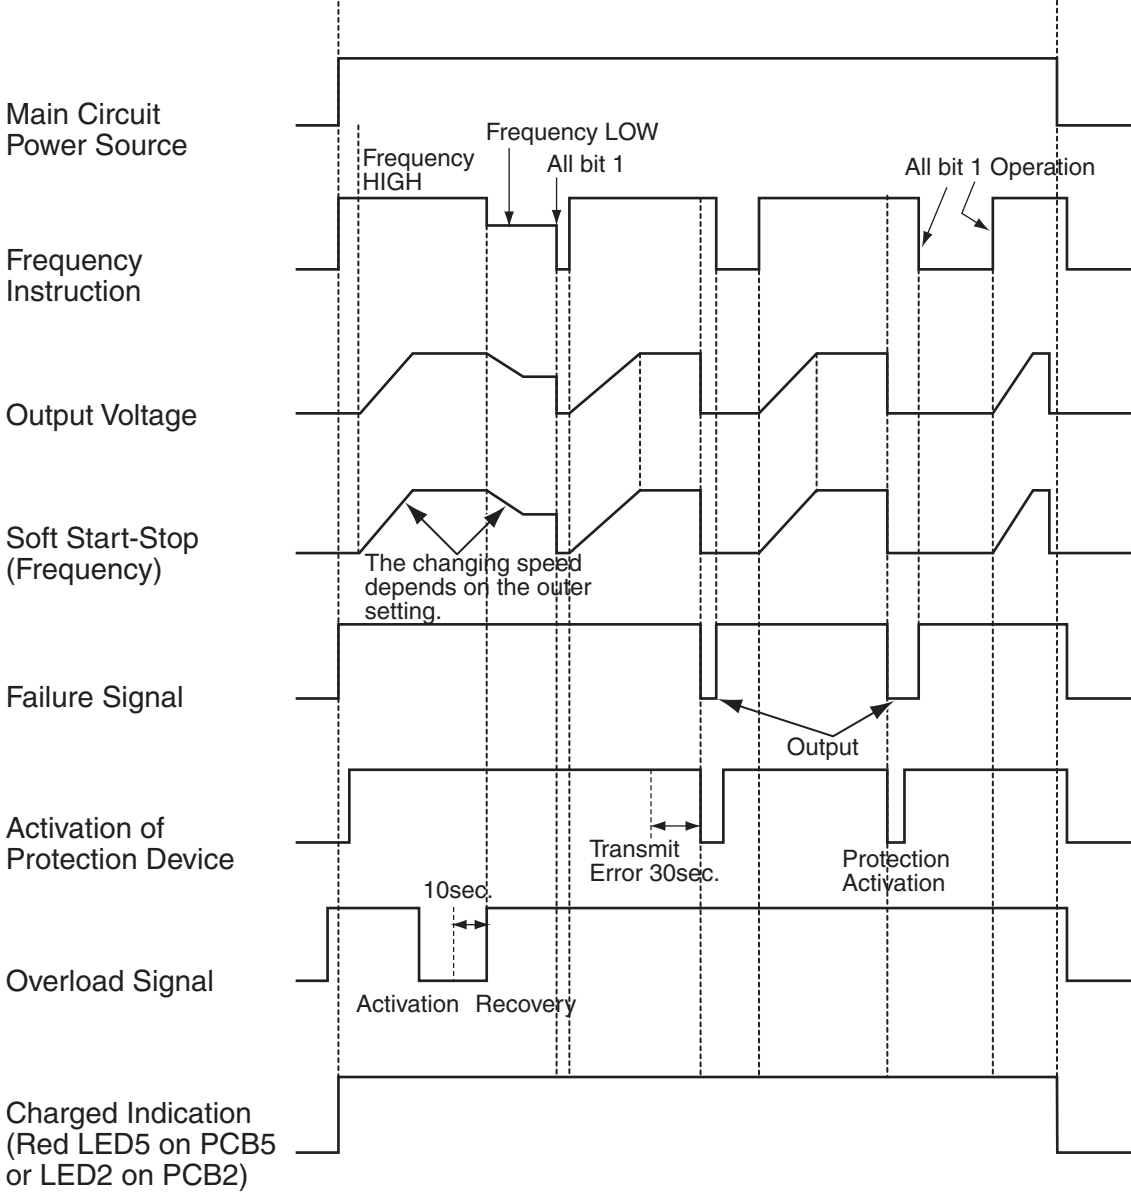 Main Circuit
Power Source
Frequency LOW
Frequency
HIGH
All bit 1
All bit 1 Operation
Frequency
Instruction
Output Voltage
Soft Start-Stop
(Frequency)
The changing speed
depends on the outer
setting.
Failure Signal
Output
Activation of
Protection Device
Transmit
Error 30sec.
Protection
Activation
10sec.
Overload Signal
Activation
Recovery
Charged Indication
(Red LED5 on PCB5
or LED2 on PCB2)